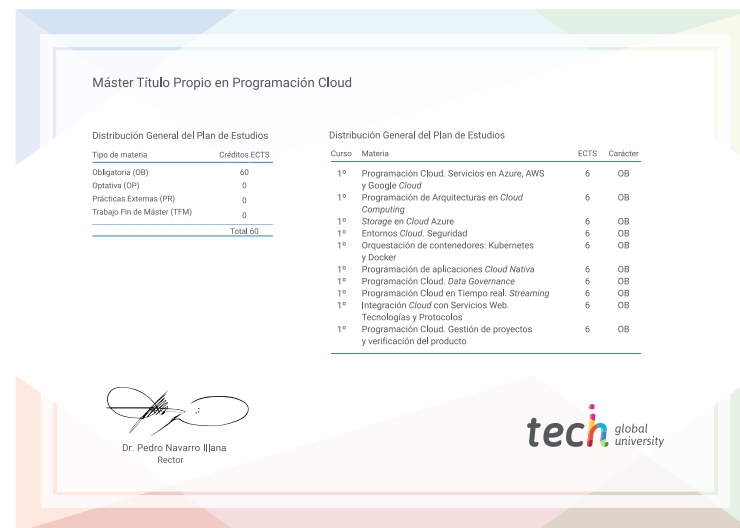 Máster Título Propio en Programación Cloud
Distribución General del Plan de Estudios
Tipo de materia Créditos ECTS
Obligatoria (OB) 60
Optativa (OP) 0
Prácticas Externas (PR) 0
Trabajo Fin de Máster (TFM) 0
Total 60
Distribución General del Plan de Estudios
Curso Materia ECTS Carácter
1º Programación Cloud. Servicios en Azure, AWS 6 OB
y Google Cloud
1º Programación de Arquitecturas en Cloud 6 OB
Computing
1º Storage en Cloud Azure 6 OB
1º Entornos Cloud. Seguridad 6 OB
1º Orquestación de contenedores: Kubernetes 6 OB
y Docker
1º Programación de aplicaciones Cloud Nativa 6 OB
1º Programación Cloud. Data Governance 6 OB
1º Programación Cloud en Tiempo real. Streaming 6 OB
1º Integración Cloud con Servicios Web. 6 OB
Tecnologías y Protocolos
1º Programación Cloud. Gestión de proyectos 6 OB
y verificación del producto
Dr. Pedro Navarro Illana
Rector
tech global
university